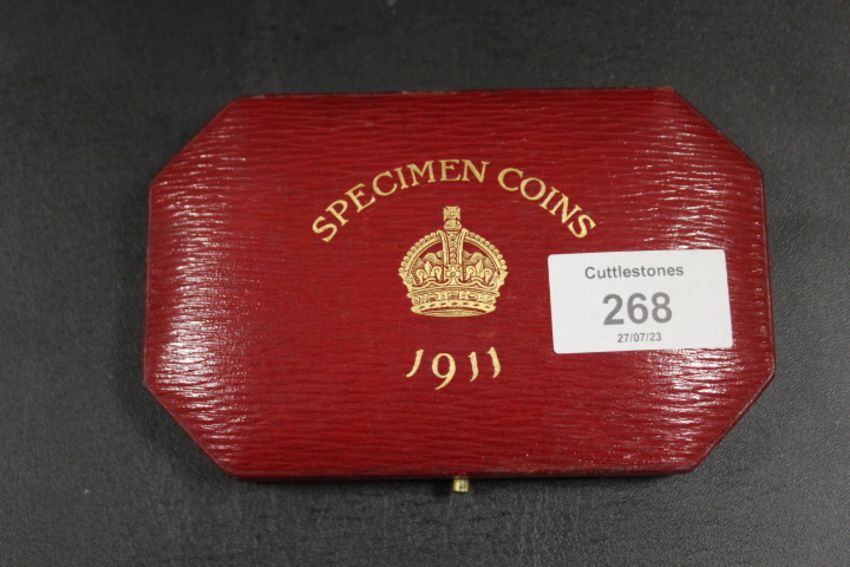 SPECIMEN COINS
1911
Cuttlestones
268
27/07/23